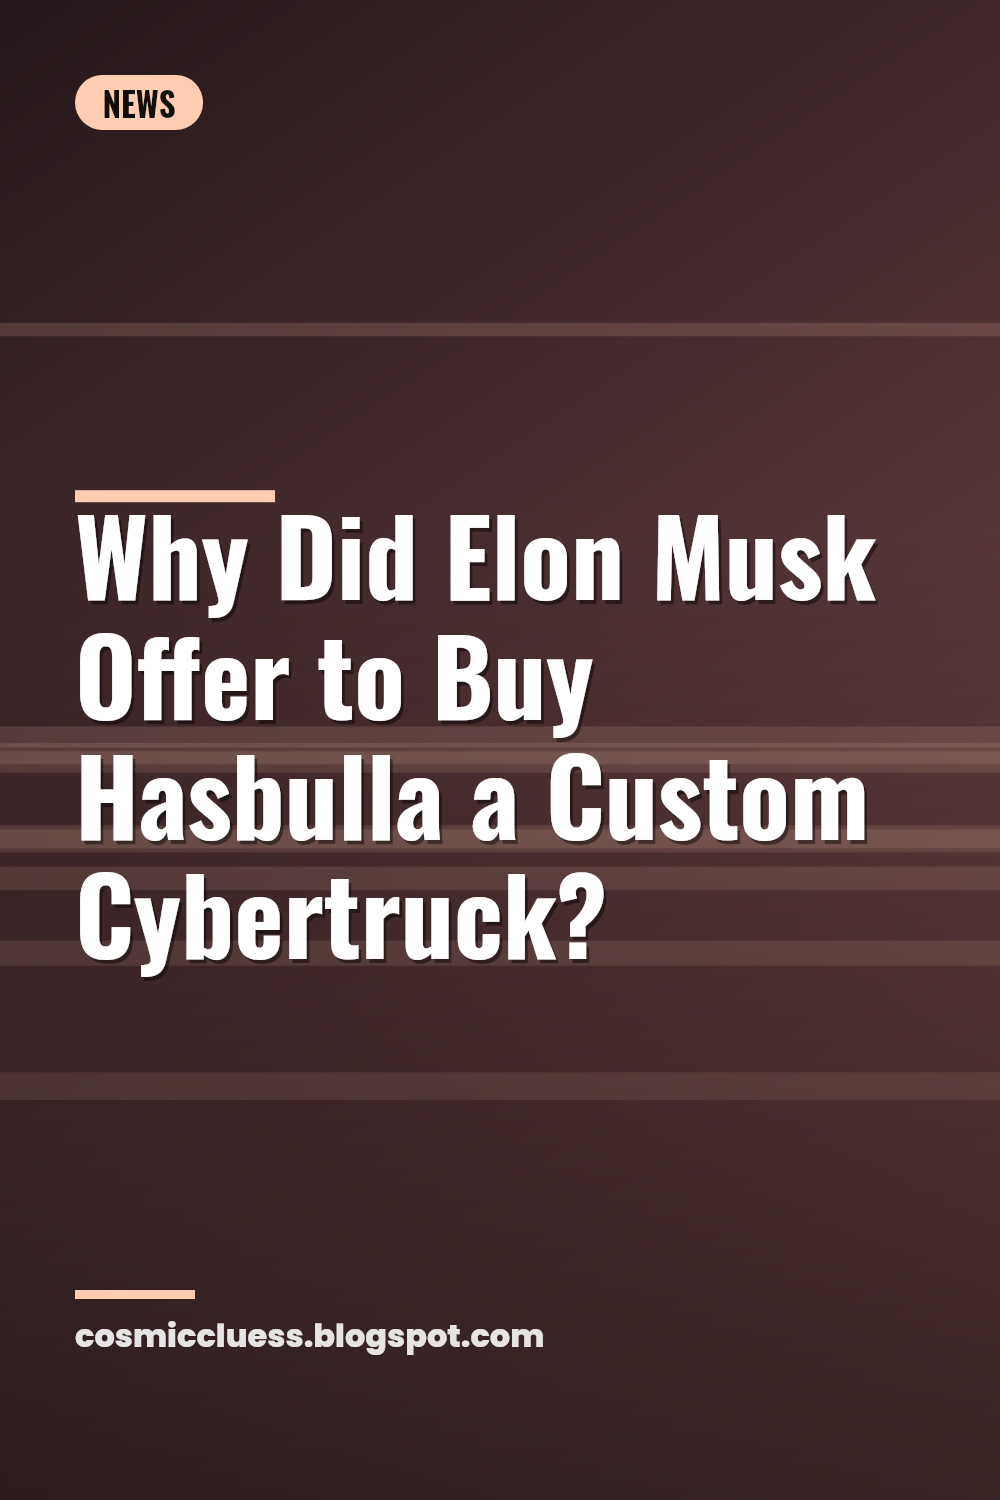 NEWS
Why Did Elon Musk
Offer to Buy
Hasbulla a Custom
Cybertruck?
cosmiccluess.blogspot.com